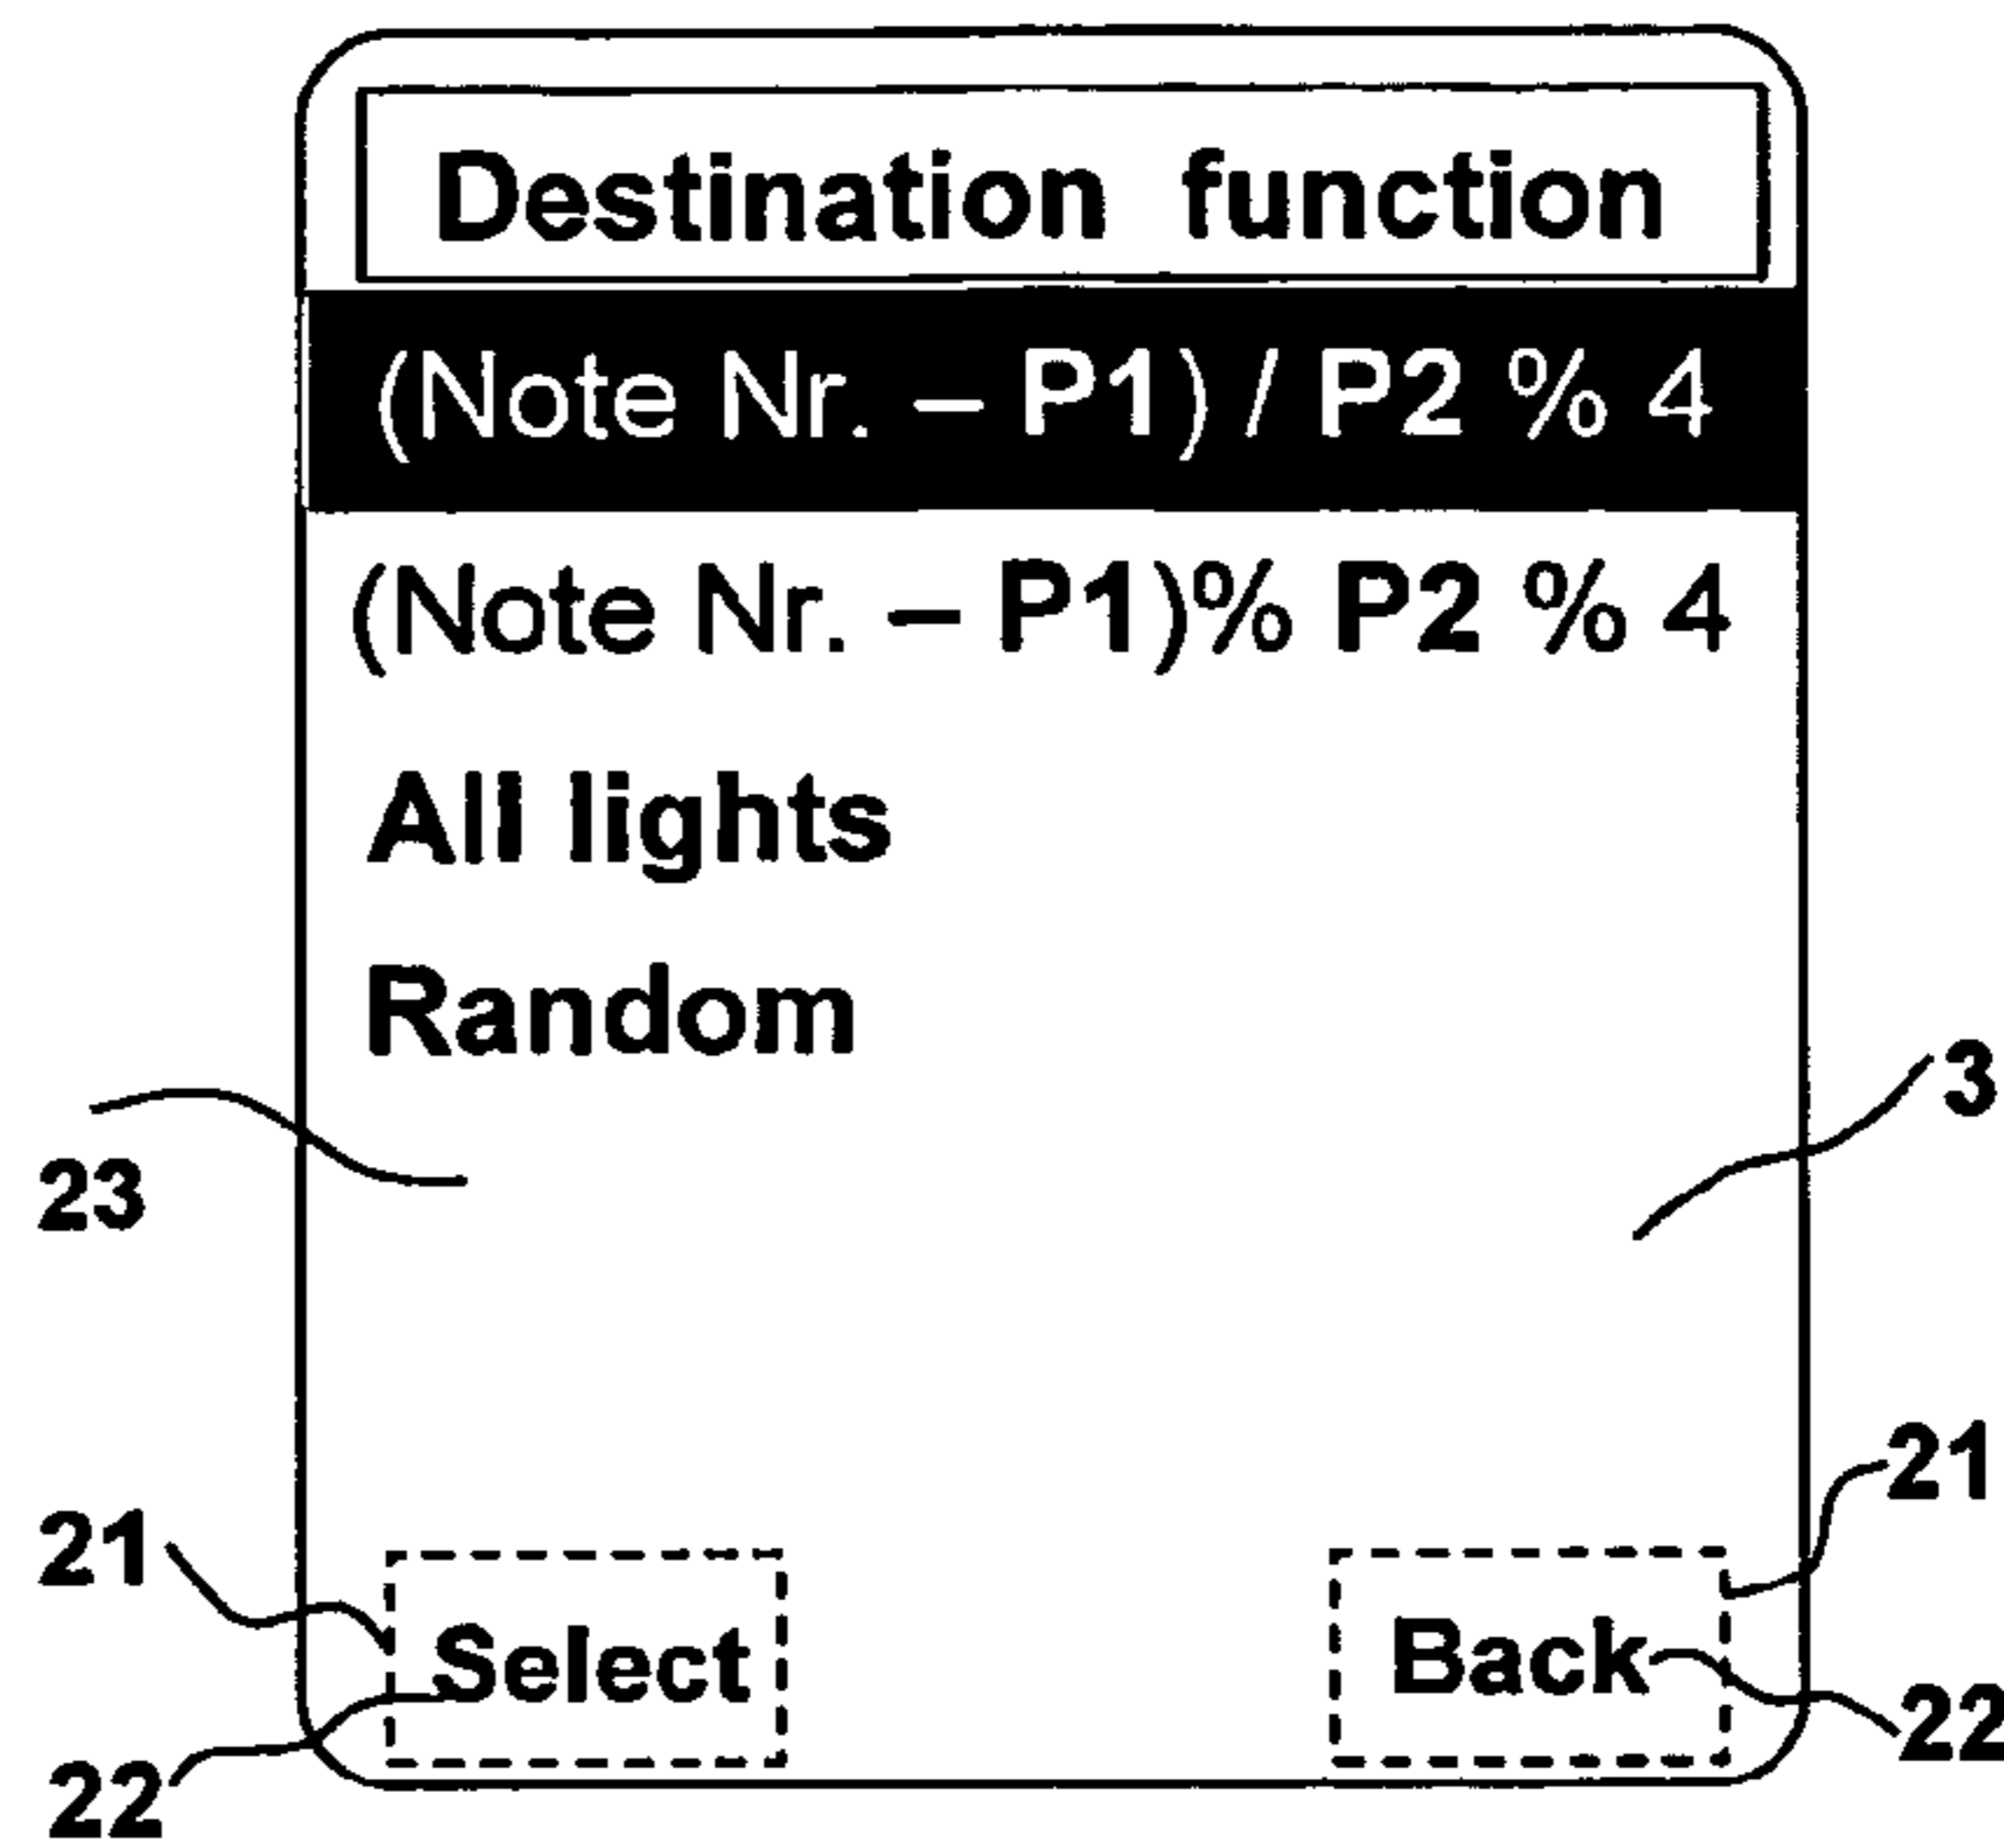 Destination function
(Note Nr. – P1) / P2 % 4
(Note Nr. – P1)% P2 % 4
All lights
Random
3
23
21
21
Select
Back
22
22